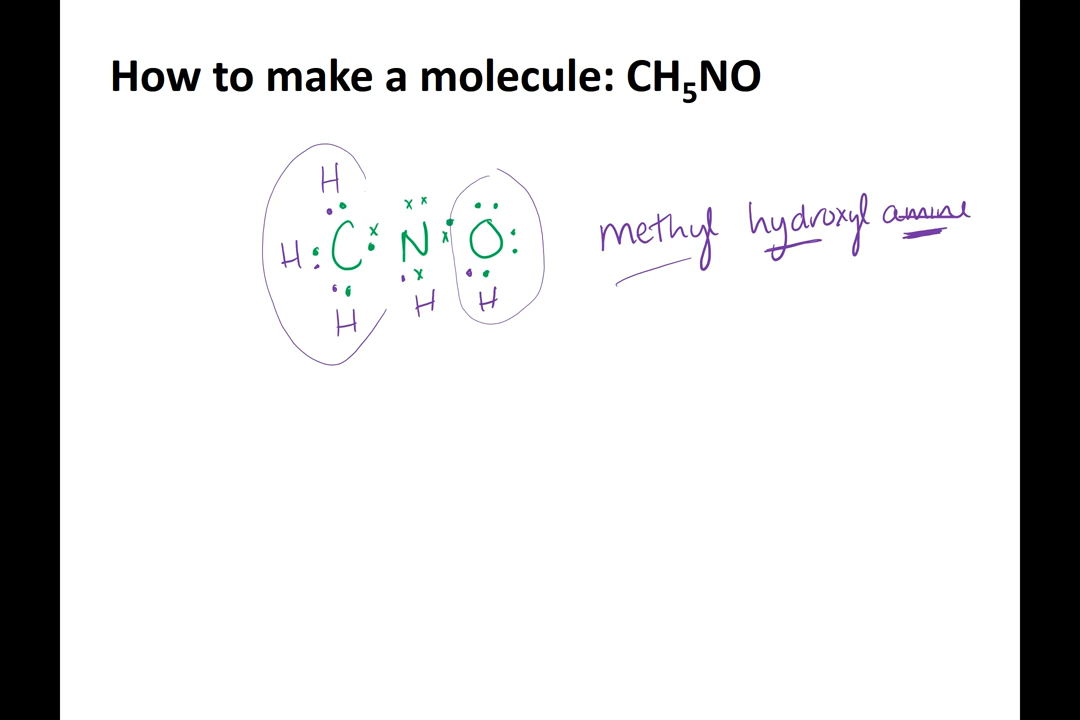 How to make a molecule: CH₅NO
H
H : C N O :
H H H
methyl hydroxyl amine